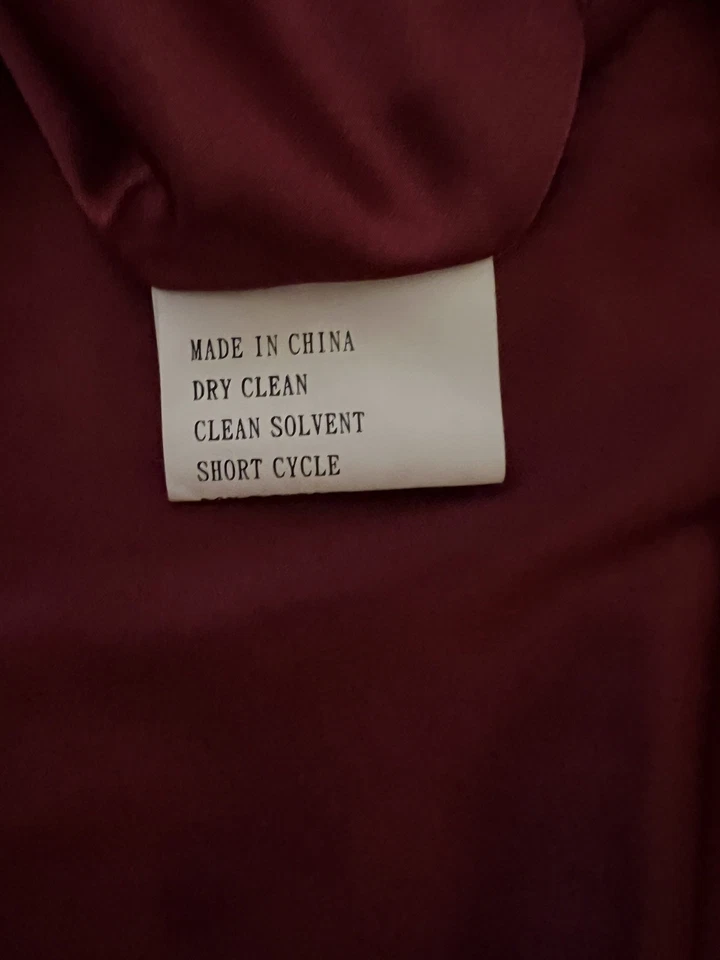 MADE IN CHINA
DRY CLEAN
CLEAN SOLVENT
SHORT CYCLE